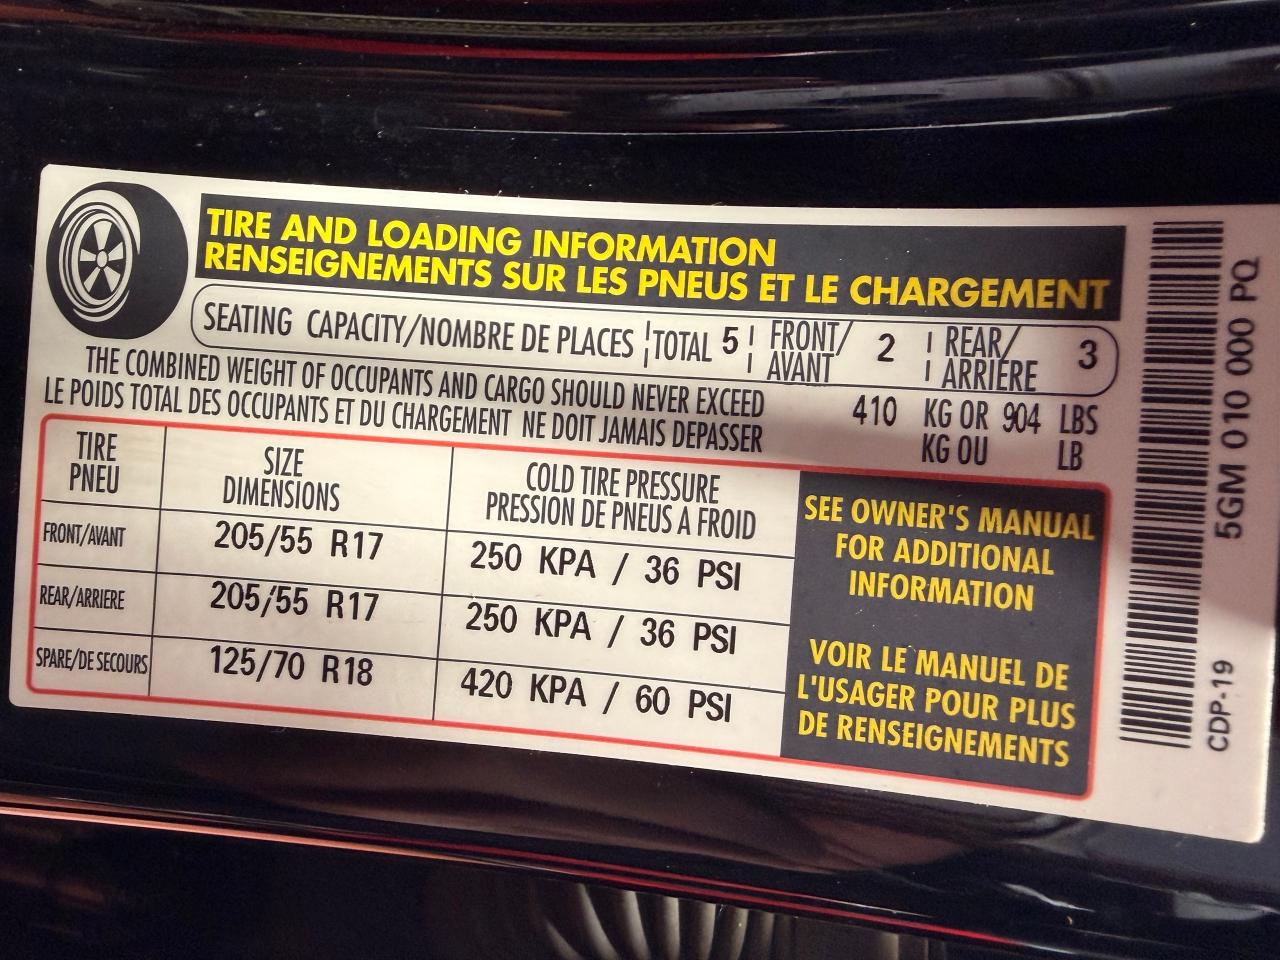 TIRE AND LOADING INFORMATION
RENSEIGNEMENTS SUR LES PNEUS ET LE CHARGEMENT
SEATING CAPACITY/NOMBRE DE PLACES TOTAL 5 FRONT/AVANT 2 REAR/ARRIERE 3
THE COMBINED WEIGHT OF OCCUPANTS AND CARGO SHOULD NEVER EXCEED 410 KG OR 904 LBS
LE POIDS TOTAL DES OCCUPANTS ET DU CHARGEMENT NE DOIT JAMAIS DEPASSER KG OU LB
TIRE SIZE COLD TIRE PRESSURE
PNEU DIMENSIONS PRESSION DE PNEUS A FROID
FRONT/AVANT 205/55 R17 250 KPA / 36 PSI
REAR/ARRIERE 205/55 R17 250 KPA / 36 PSI
SPARE/DE SECOURS 125/70 R18 420 KPA / 60 PSI
SEE OWNER'S MANUAL
FOR ADDITIONAL
INFORMATION
VOIR LE MANUEL DE
L'USAGER POUR PLUS
DE RENSEIGNEMENTS
5GM 010 000 PQ
CDP-19